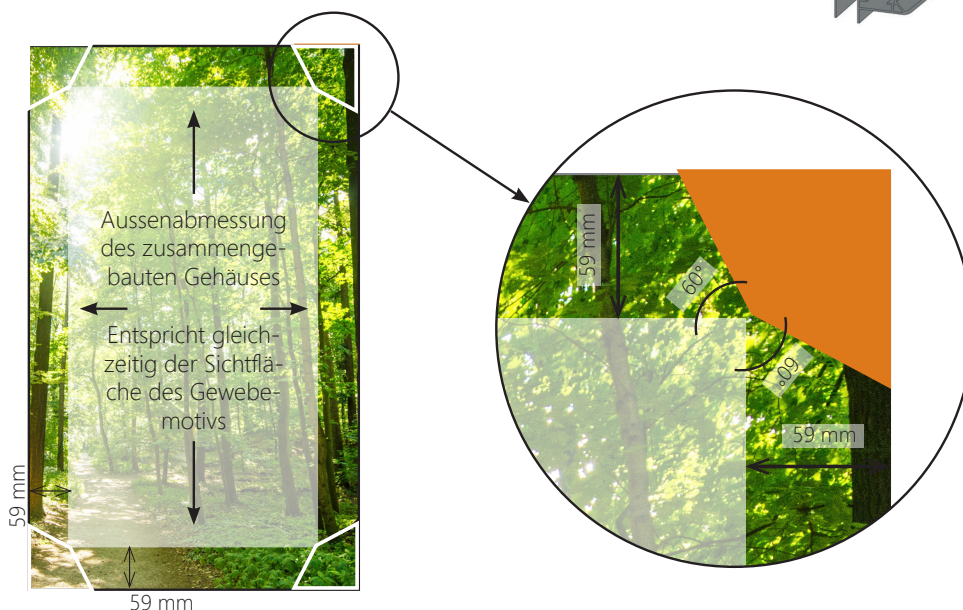 Aussenabmessung
des zusammenge-
bauten Gehäuses
Entspricht gleich-
zeitig der Sichtflä-
che des Gewebe-
motivs
59 mm
59 mm
59 mm
60°
60°
59 mm